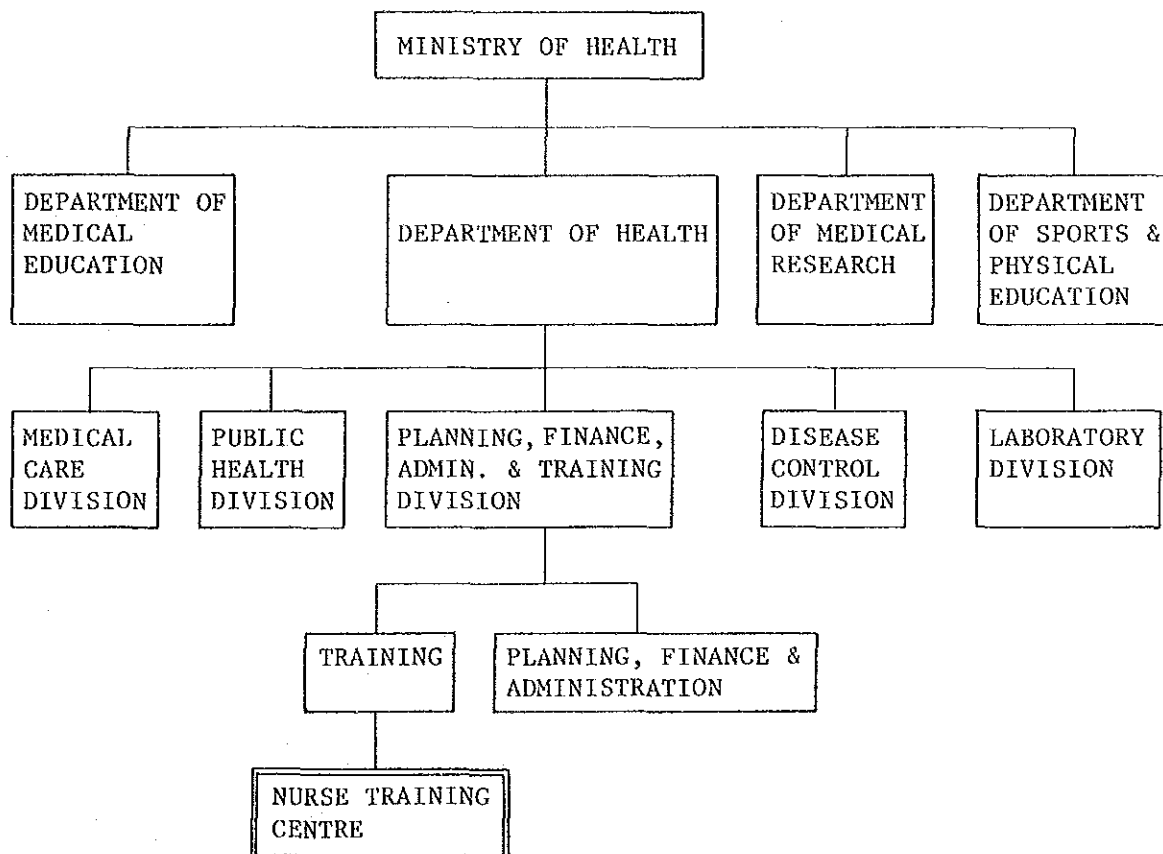 MINISTRY OF HEALTH
DEPARTMENT OF
MEDICAL
EDUCATION
DEPARTMENT OF HEALTH
DEPARTMENT
OF MEDICAL
RESEARCH
DEPARTMENT
OF SPORTS &
PHYSICAL
EDUCATION
MEDICAL
CARE
DIVISION
PUBLIC
HEALTH
DIVISION
PLANNING, FINANCE,
ADMIN. & TRAINING
DIVISION
DISEASE
CONTROL
DIVISION
LABORATORY
DIVISION
TRAINING
PLANNING, FINANCE &
ADMINISTRATION
NURSE TRAINING
CENTRE